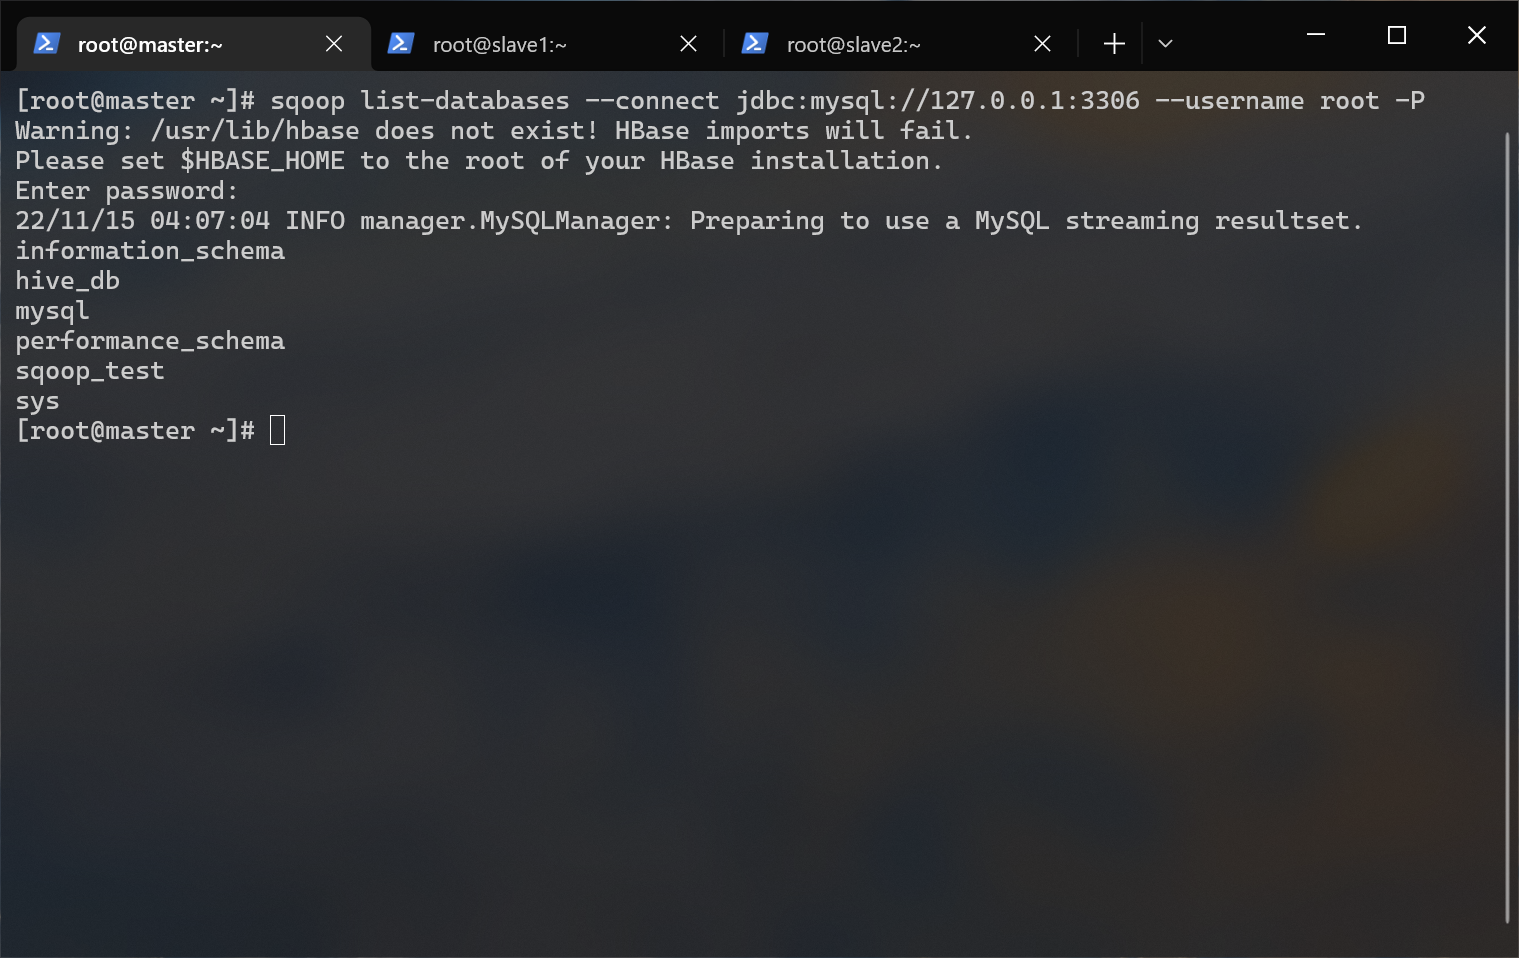 root@master:~
root@slave1:~
root@slave2:~
[root@master ~]# sqoop list-databases --connect jdbc:mysql://127.0.0.1:3306 --username root -P
Warning: /usr/lib/hbase does not exist! HBase imports will fail.
Please set $HBASE_HOME to the root of your HBase installation.
Enter password:
22/11/15 04:07:04 INFO manager.MySQLManager: Preparing to use a MySQL streaming resultset.
information_schema
hive_db
mysql
performance_schema
sqoop_test
sys
[root@master ~]#